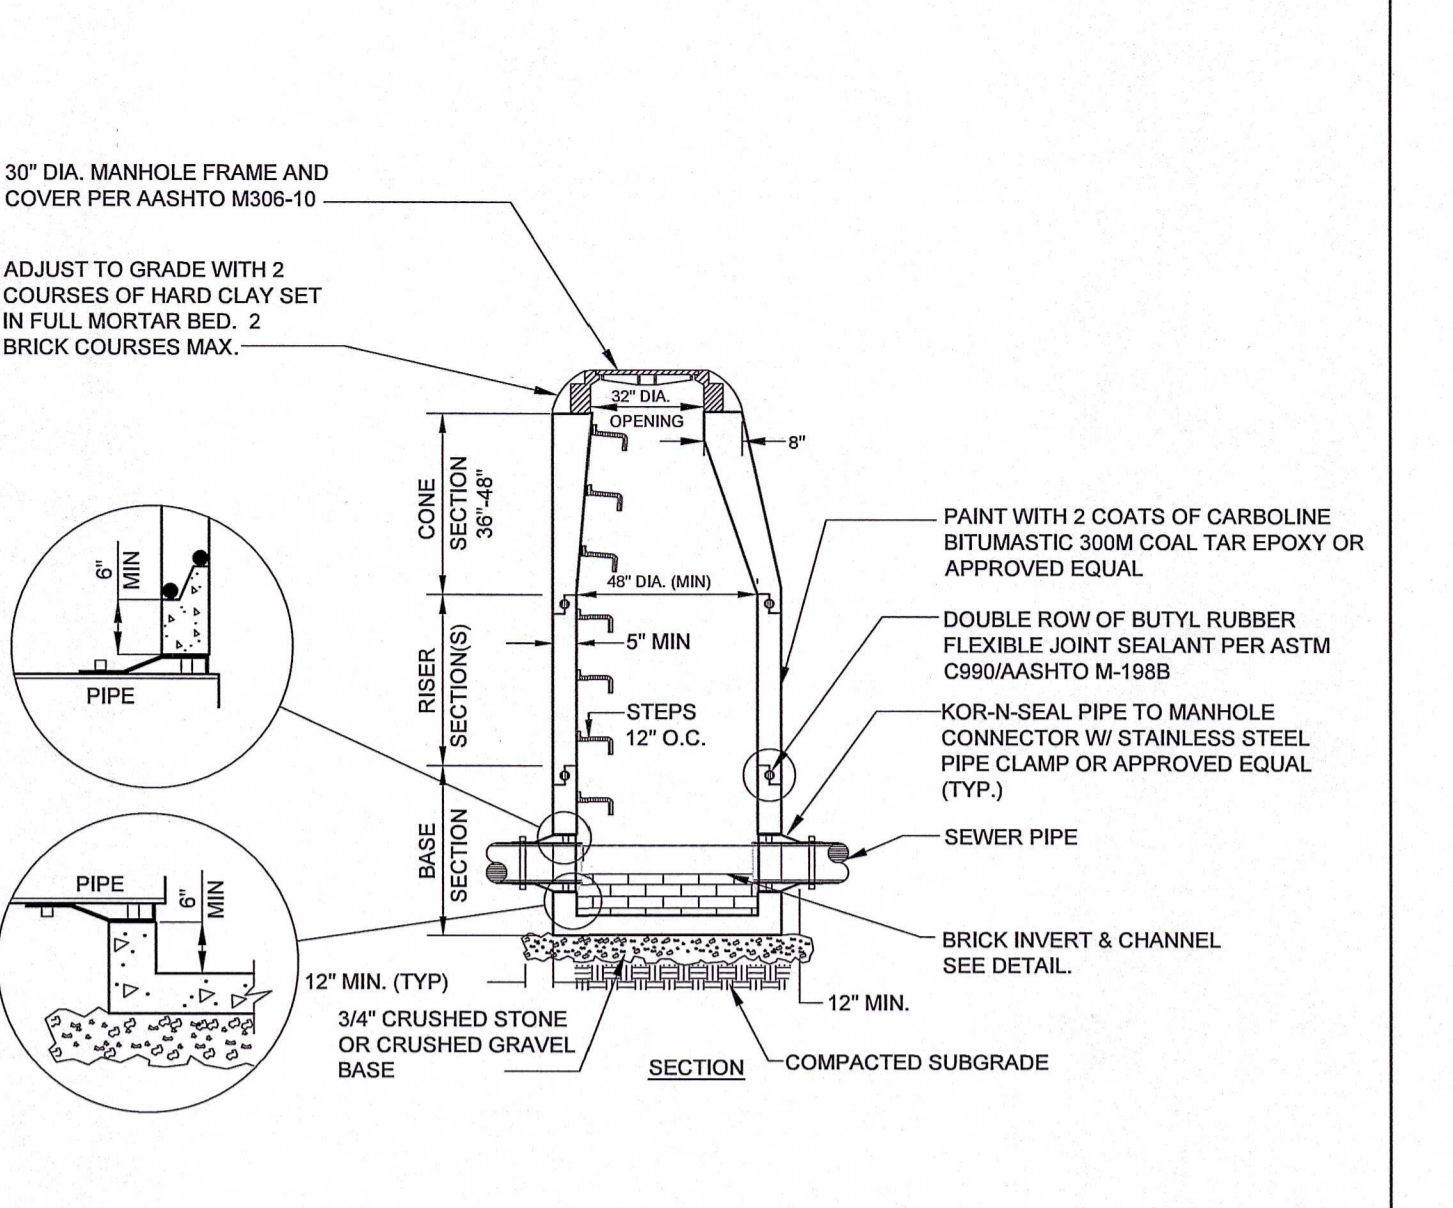 30" DIA. MANHOLE FRAME AND
COVER PER AASHTO M306-10
ADJUST TO GRADE WITH 2
COURSES OF HARD CLAY SET
IN FULL MORTAR BED. 2
BRICK COURSES MAX.
32" DIA.
OPENING
8"
CONE
SECTION
36"-48"
PAINT WITH 2 COATS OF CARBOLINE
BITUMASTIC 300M COAL TAR EPOXY OR
APPROVED EQUAL
6"
MIN
PIPE
48" DIA. (MIN)
DOUBLE ROW OF BUTYL RUBBER
FLEXIBLE JOINT SEALANT PER ASTM
C990/AASHTO M-198B
RISER
SECTION(S)
5" MIN
STEPS
12" O.C.
KOR-N-SEAL PIPE TO MANHOLE
CONNECTOR W/ STAINLESS STEEL
PIPE CLAMP OR APPROVED EQUAL
(TYP.)
BASE
SECTION
SEWER PIPE
PIPE
6"
MIN
BRICK INVERT & CHANNEL
SEE DETAIL.
12" MIN. (TYP)
12" MIN.
3/4" CRUSHED STONE
OR CRUSHED GRAVEL
BASE
SECTION
COMPACTED SUBGRADE